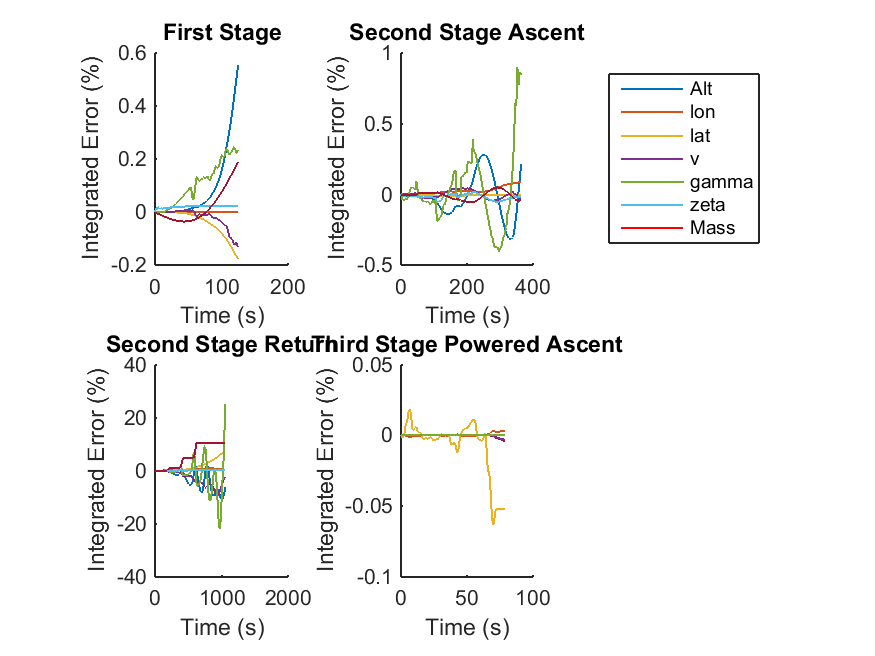 First Stage
0.6
0.4
0.2
0
-0.2
Integrated Error (%)
0 100 200
Time (s)
Second Stage Ascent
1
0.5
0
-0.5
Integrated Error (%)
0 200 400
Time (s)
Alt
lon
lat
v
gamma
zeta
Mass
Second Stage Return
40
20
0
-20
-40
Integrated Error (%)
0 1000 2000
Time (s)
Third Stage Powered Ascent
0.05
0
-0.05
-0.1
Integrated Error (%)
0 50 100
Time (s)